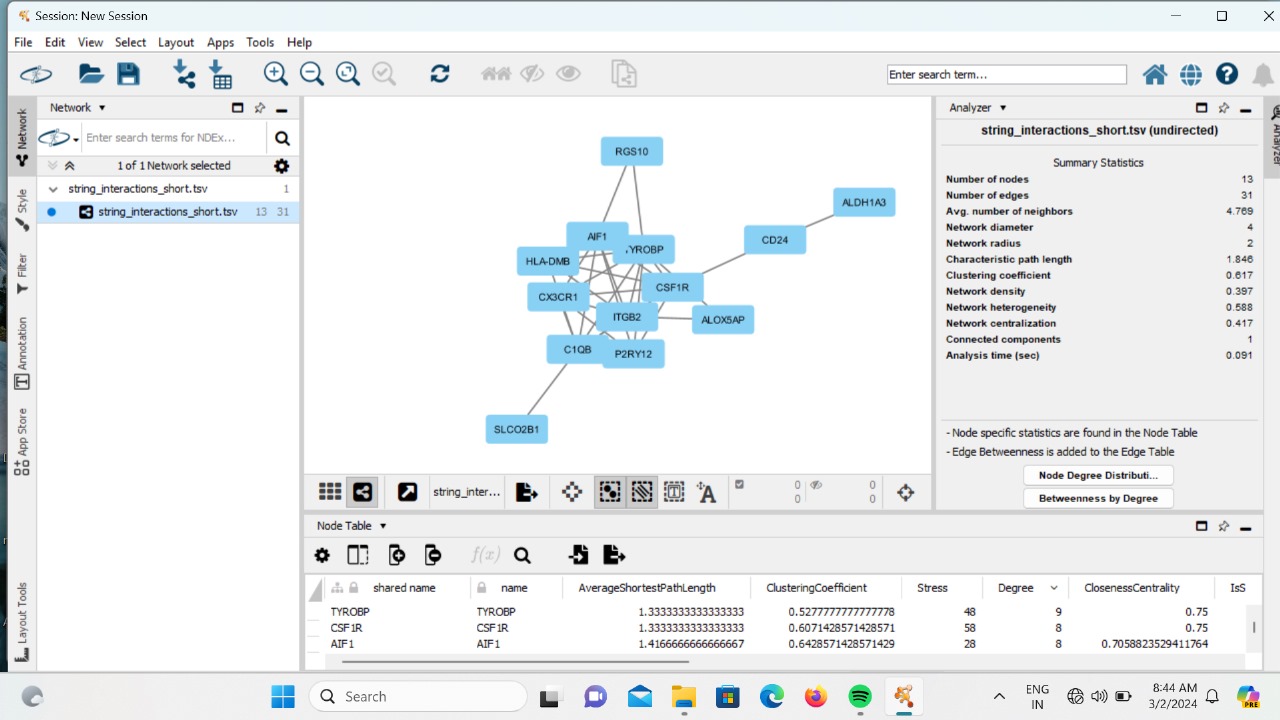 Session: New Session
File Edit View Select Layout Apps Tools Help
Enter search term...
Network
Style
Filter
Annotation
App Store
Layout Tools
Network
Enter search terms for NDEx...
1 of 1 Network selected
string_interactions_short.tsv 1
string_interactions_short.tsv 13 31
RGS10
ALDH1A3
AIF1
CD24
TYROBP
HLA-DMB
CSF1R
CX3CR1
ITGB2
ALOX5AP
C1QB
P2RY12
SLCO2B1
string_inter...
A
0
0
0
0
Analyzer
Analyzer
string_interactions_short.tsv (undirected)
Summary Statistics
Number of nodes 13
Number of edges 31
Avg. number of neighbors 4.769
Network diameter 4
Network radius 2
Characteristic path length 1.846
Clustering coefficient 0.617
Network density 0.397
Network heterogeneity 0.588
Network centralization 0.417
Connected components 1
Analysis time (sec) 0.091
- Node specific statistics are found in the Node Table
- Edge Betweenness is added to the Edge Table
Node Degree Distributi...
Betweenness by Degree
Node Table
f(x)
shared name name AverageShortestPathLength ClusteringCoefficient Stress Degree ClosenessCentrality IsS
TYROBP TYROBP 1.3333333333333333 0.5277777777777778 48 9 0.75
CSF1R CSF1R 1.3333333333333333 0.6071428571428571 58 8 0.75
AIF1 AIF1 1.4166666666666667 0.6428571428571429 28 8 0.7058823529411764
Search
ENG
IN
8:44 AM
3/2/2024
PRE